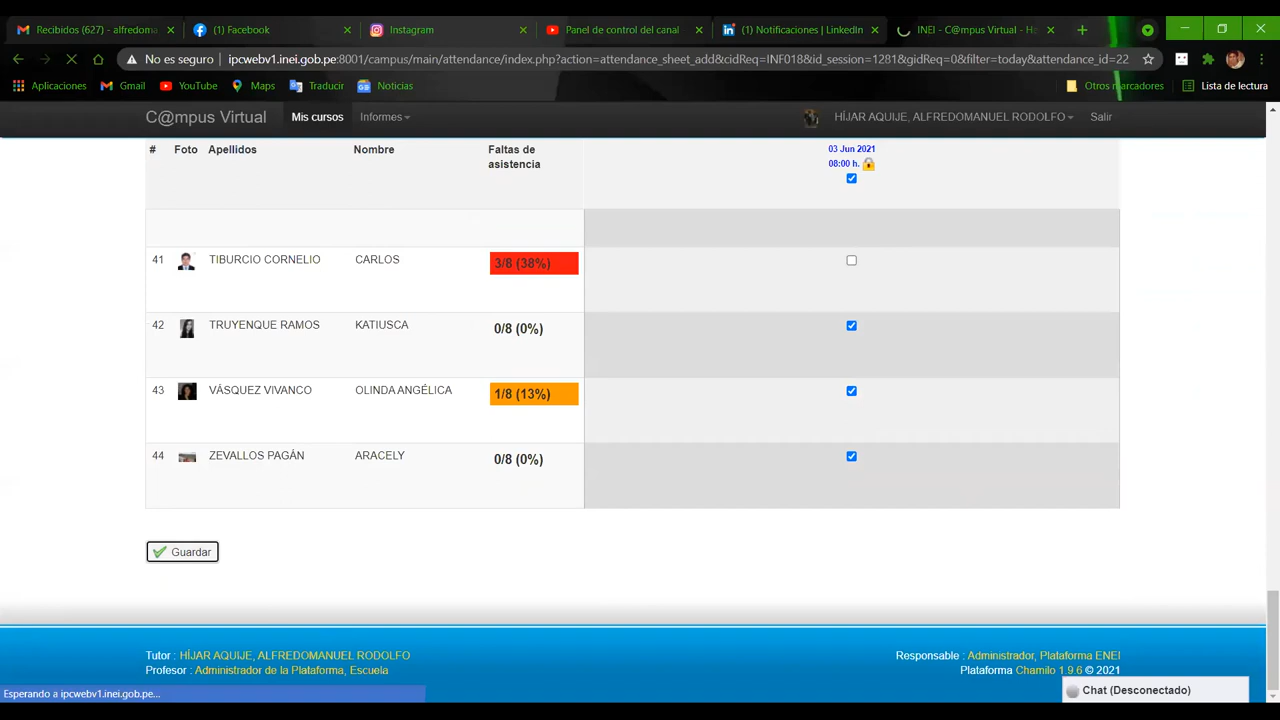 Recibidos (627) - alfredoma
(1) Facebook
Instagram
Panel de control del canal
(1) Notificaciones | LinkedIn
INEI - C@mpus Virtual - Ho
No es seguro ipcwebv1.inei.gob.pe:8001/campus/main/attendance/index.php?action=attendance_sheet_add&cidReq=INF018&id_session=1281&gidReq=0&filter=today&attendance_id=22
Aplicaciones Gmail YouTube Maps Traducir Noticias Otros marcadores Lista de lectura
C@mpus Virtual Mis cursos Informes HÍJAR AQUIJE, ALFREDOMANUEL RODOLFO Salir
# Foto Apellidos Nombre Faltas de asistencia
03 Jun 2021
08:00 h.
41 TIBURCIO CORNELIO CARLOS 3/8 (38%)
42 TRUYENQUE RAMOS KATIUSCA 0/8 (0%)
43 VÁSQUEZ VIVANCO OLINDA ANGÉLICA 1/8 (13%)
44 ZEVALLOS PAGÁN ARACELY 0/8 (0%)
Guardar
Tutor : HÍJAR AQUIJE, ALFREDOMANUEL RODOLFO
Profesor : Administrador de la Plataforma, Escuela
Responsable : Administrador, Plataforma ENEI
Plataforma Chamilo 1.9.6 © 2021
Esperando a ipcwebv1.inei.gob.pe...
Chat (Desconectado)